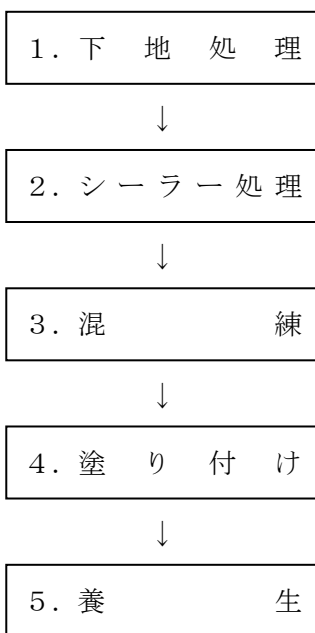 1．下地処理
↓
2．シーラー処理
↓
3．混練
↓
4．塗り付け
↓
5．養生